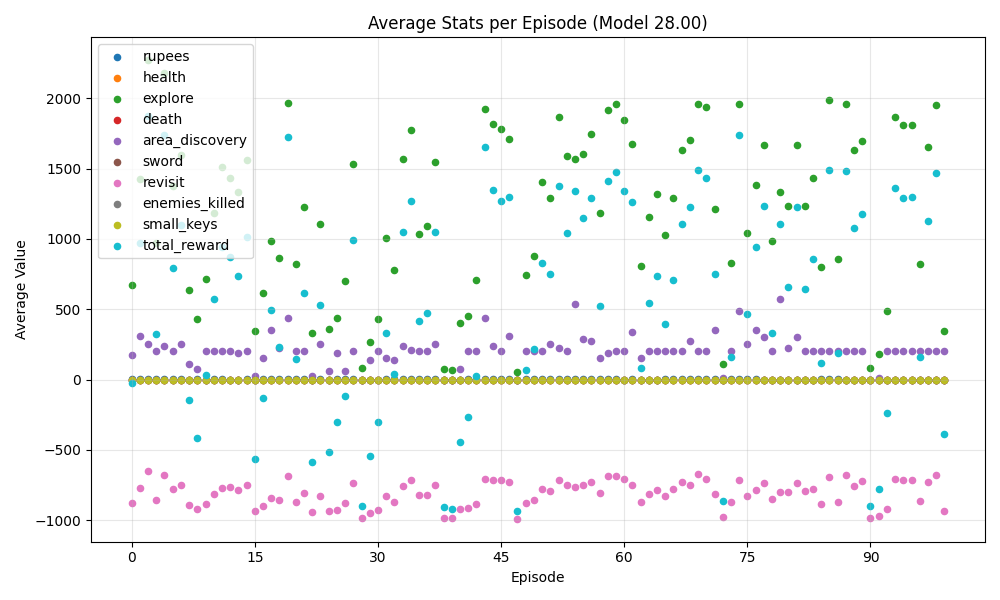 Average Stats per Episode (Model 28.00)
rupees
health
explore
death
area_discovery
sword
revisit
enemies_killed
small_keys
total_reward
2000
1500
1000
500
0
−500
−1000
Average Value
0 15 30 45 60 75 90
Episode